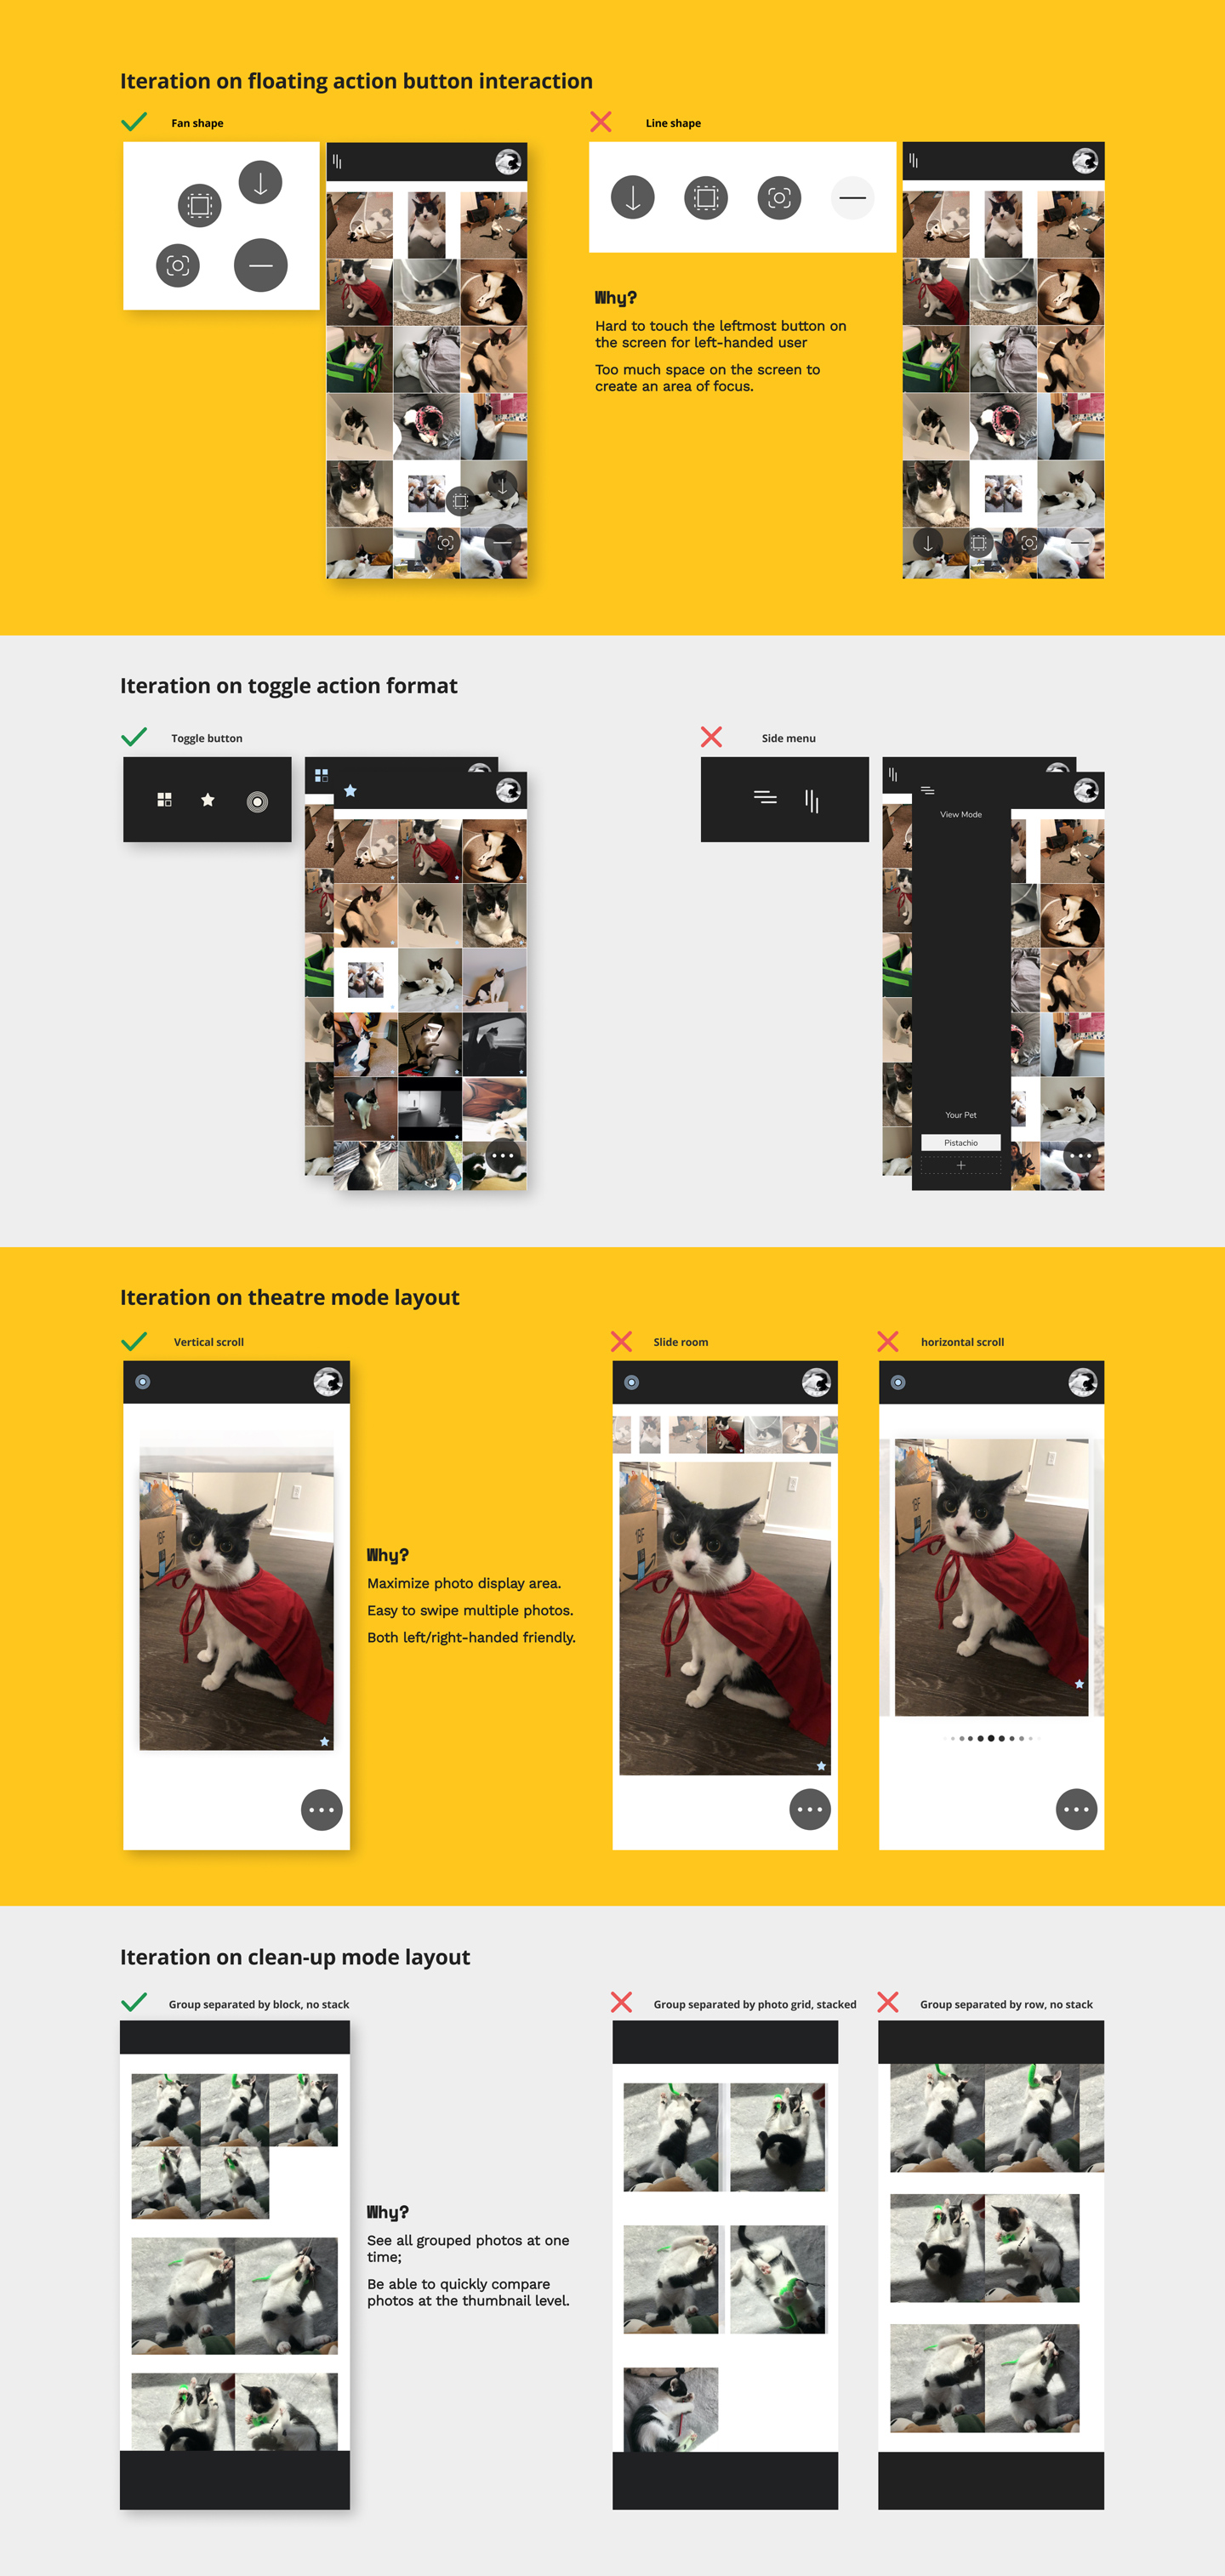 Iteration on floating action button interaction
Fan shape
Line shape
Why?
Hard to touch the leftmost button on
the screen for left-handed user
Too much space on the screen to
create an area of focus.
Iteration on toggle action format
Toggle button
Side menu
View Mode
Your Pet
Pistachio
Iteration on theatre mode layout
Vertical scroll
Slide room
horizontal scroll
Why?
Maximize photo display area.
Easy to swipe multiple photos.
Both left/right-handed friendly.
Iteration on clean-up mode layout
Group separated by block, no stack
Group separated by photo grid, stacked
Group separated by row, no stack
Why?
See all grouped photos at one
time;
Be able to quickly compare
photos at the thumbnail level.